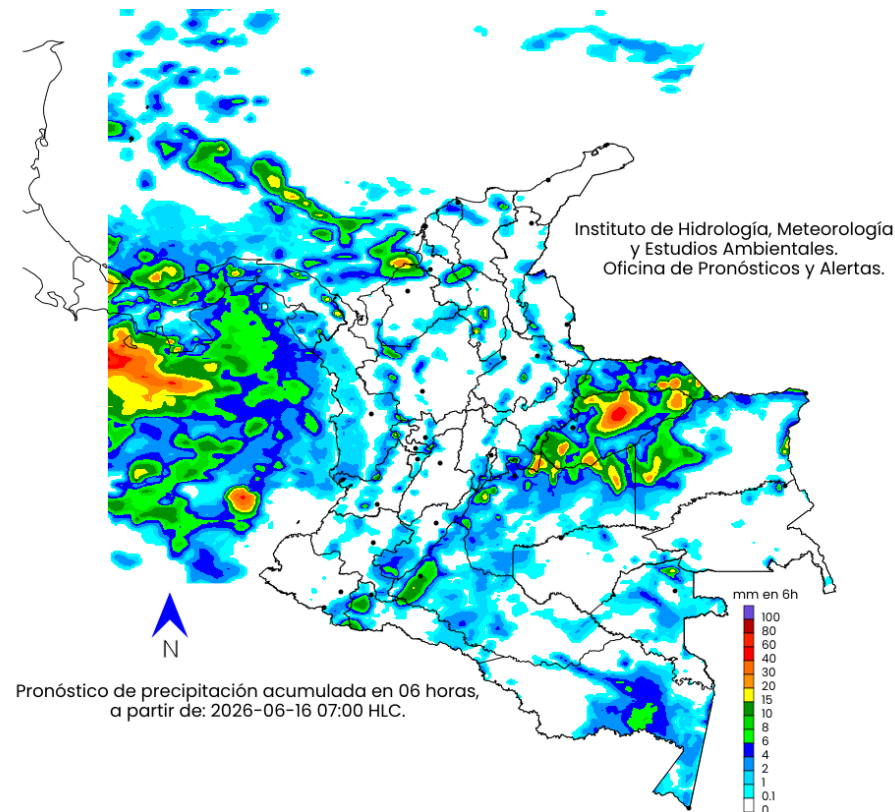 Instituto de Hidrología, Meteorología
y Estudios Ambientales.
Oficina de Pronósticos y Alertas.
mm en 6h
100
80
60
40
30
20
15
10
8
6
4
2
1
0.1
0
N
Pronóstico de precipitación acumulada en 06 horas,
a partir de: 2026-06-16 07:00 HLC.